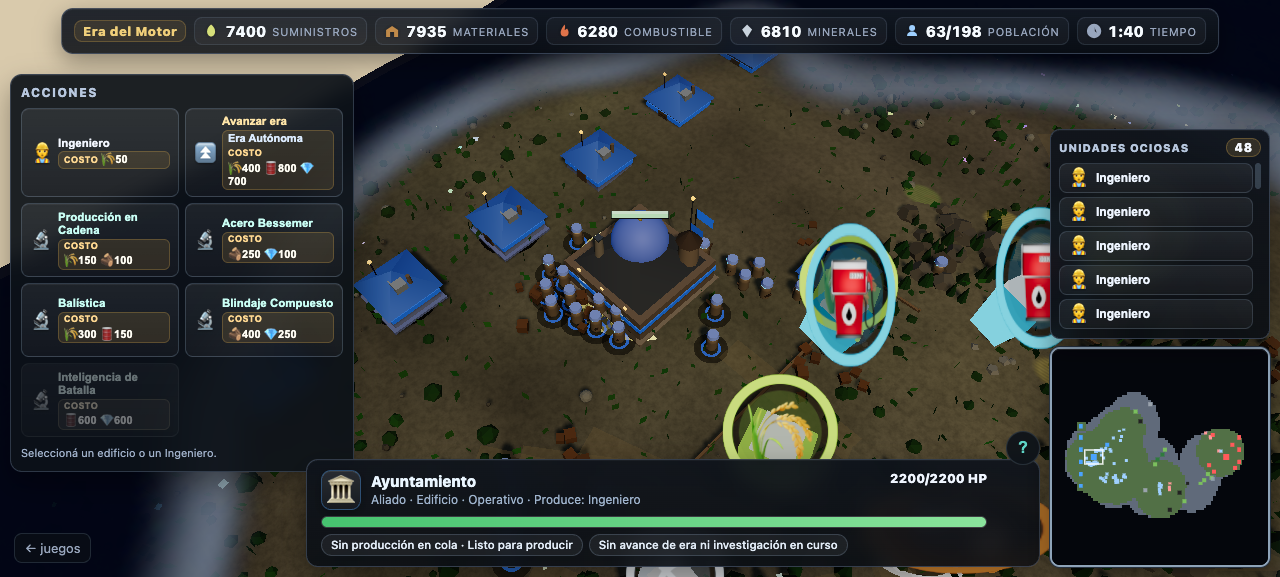 Era del Motor 7400 SUMINISTROS 7935 MATERIALES 6280 COMBUSTIBLE 6810 MINERALES 63/198 POBLACIÓN 1:40 TIEMPO
ACCIONES
Ingeniero
COSTO 50
Avanzar era
Era Autónoma
COSTO
400 800
700
Producción en
Cadena
COSTO
150 100
Acero Bessemer
COSTO
250 100
Balística
COSTO
300 150
Blindaje Compuesto
COSTO
400 250
Inteligencia de
Batalla
COSTO
600 600
Seleccioná un edificio o un Ingeniero.
UNIDADES OCIOSAS 48
Ingeniero
Ingeniero
Ingeniero
Ingeniero
Ingeniero
?
Ayuntamiento 2200/2200 HP
Aliado · Edificio · Operativo · Produce: Ingeniero
Sin producción en cola · Listo para producir Sin avance de era ni investigación en curso
← juegos